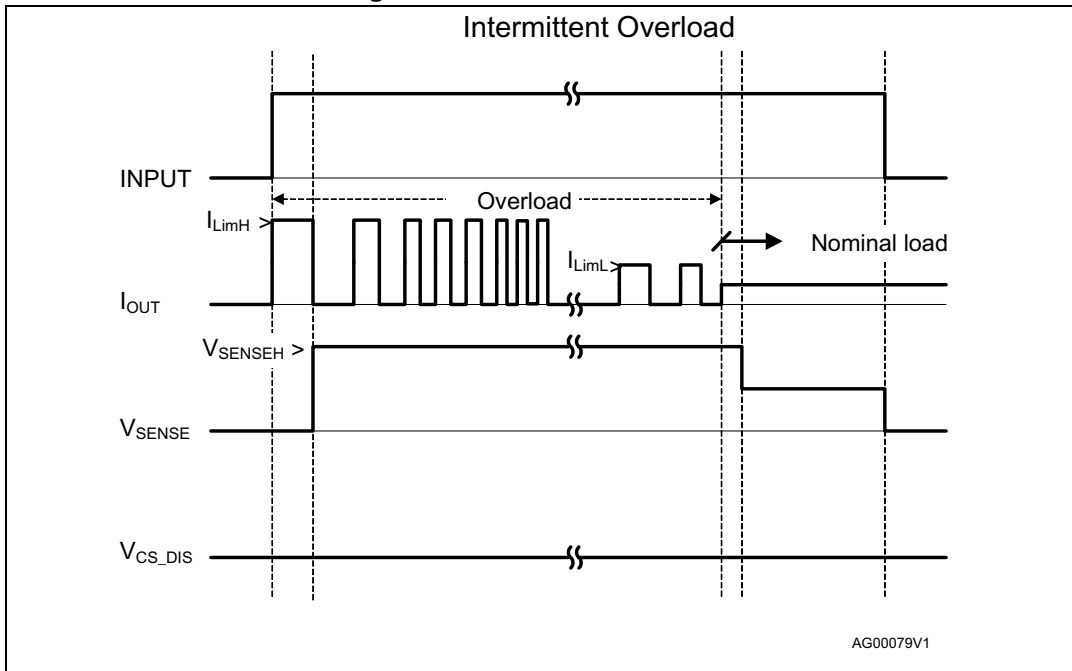 Intermittent Overload
INPUT
Overload
I_LimH >
Nominal load
I_LimL >
I_OUT
V_SENSEH >
V_SENSE
V_CS_DIS
AG00079V1